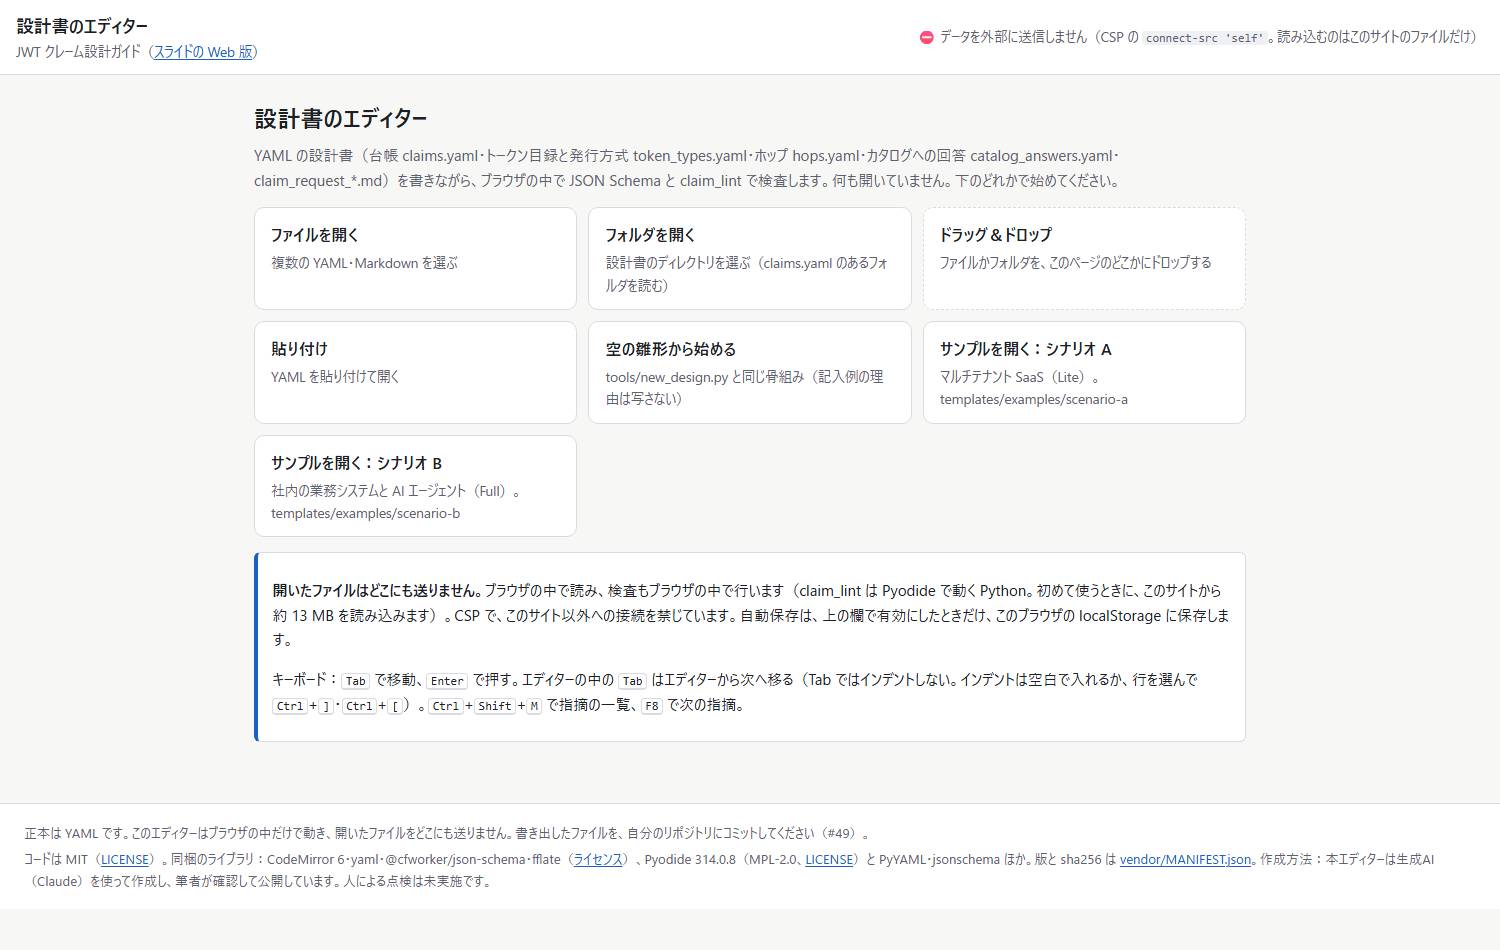 設計書のエディター
JWT クレーム設計ガイド（スライドの Web 版）
⛔ データを外部に送信しません（CSP の connect-src 'self'。読み込むのはこのサイトのファイルだけ）
設計書のエディター
YAML の設計書（台帳 claims.yaml・トークン目録と発行方式 token_types.yaml・ホップ hops.yaml・カタログへの回答 catalog_answers.yaml・
claim_request_*.md）を書きながら、ブラウザの中で JSON Schema と claim_lint で検査します。何も開いていません。下のどれかで始めてください。
ファイルを開く
複数の YAML・Markdown を選ぶ
フォルダを開く
設計書のディレクトリを選ぶ（claims.yaml のあるフォ
ルダを読む）
ドラッグ＆ドロップ
ファイルかフォルダを、このページのどこかにドロップする
貼り付け
YAML を貼り付けて開く
空の雛形から始める
tools/new_design.py と同じ骨組み（記入例の理
由は写さない）
サンプルを開く：シナリオ A
マルチテナント SaaS（Lite）。
templates/examples/scenario-a
サンプルを開く：シナリオ B
社内の業務システムと AI エージェント（Full）。
templates/examples/scenario-b
開いたファイルはどこにも送りません。ブラウザの中で読み、検査もブラウザの中で行います（claim_lint は Pyodide で動く Python。初めて使うときに、このサイトから
約 13 MB を読み込みます）。CSP で、このサイト以外への接続を禁じています。自動保存は、上の欄で有効にしたときだけ、このブラウザの localStorage に保存しま
す。
キーボード：Tab で移動、Enter で押す。エディターの中の Tab はエディターから次へ移る（Tab ではインデントしない。インデントは空白で入れるか、行を選んで
Ctrl+]・Ctrl+[）。Ctrl+Shift+M で指摘の一覧、F8 で次の指摘。
正本は YAML です。このエディターはブラウザの中だけで動き、開いたファイルをどこにも送りません。書き出したファイルを、自分のリポジトリにコミットしてください（#49）。
コードは MIT（LICENSE）。同梱のライブラリ：CodeMirror 6・yaml・@cfworker/json-schema・fflate（ライセンス）、Pyodide 314.0.8（MPL-2.0、LICENSE）と PyYAML・jsonschema ほか。版と sha256 は vendor/MANIFEST.json。作成方法：本エディターは生成AI
（Claude）を使って作成し、筆者が確認して公開しています。人による点検は未実施です。